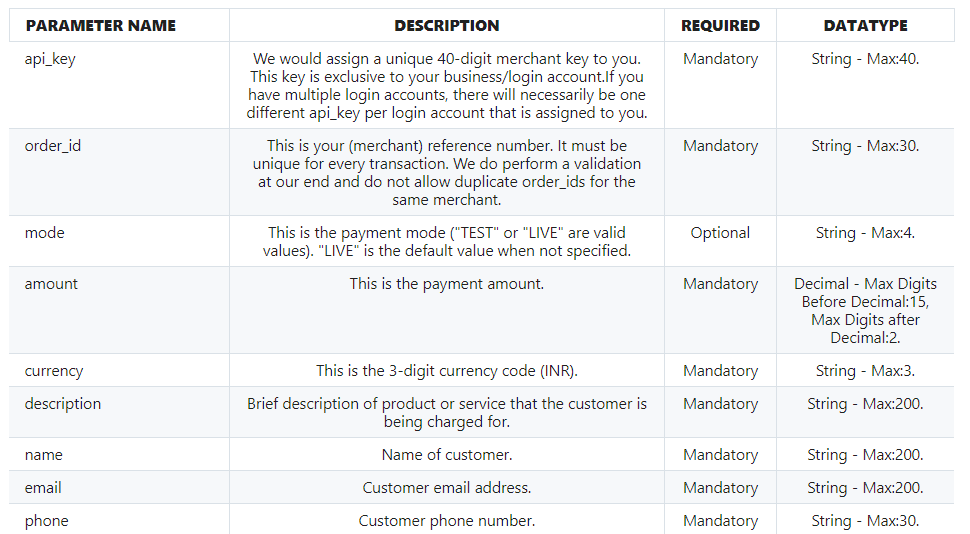 PARAMETER NAME DESCRIPTION REQUIRED DATATYPE
api_key We would assign a unique 40-digit merchant key to you. Mandatory String - Max:40.
This key is exclusive to your business/login account.If you
have multiple login accounts, there will necessarily be one
different api_key per login account that is assigned to you.
order_id This is your (merchant) reference number. It must be Mandatory String - Max:30.
unique for every transaction. We do perform a validation
at our end and do not allow duplicate order_ids for the
same merchant.
mode This is the payment mode ("TEST" or "LIVE" are valid Optional String - Max:4.
values). "LIVE" is the default value when not specified.
amount This is the payment amount. Mandatory Decimal - Max Digits
Before Decimal:15,
Max Digits after
Decimal:2.
currency This is the 3-digit currency code (INR). Mandatory String - Max:3.
description Brief description of product or service that the customer is Mandatory String - Max:200.
being charged for.
name Name of customer. Mandatory String - Max:200.
email Customer email address. Mandatory String - Max:200.
phone Customer phone number. Mandatory String - Max:30.